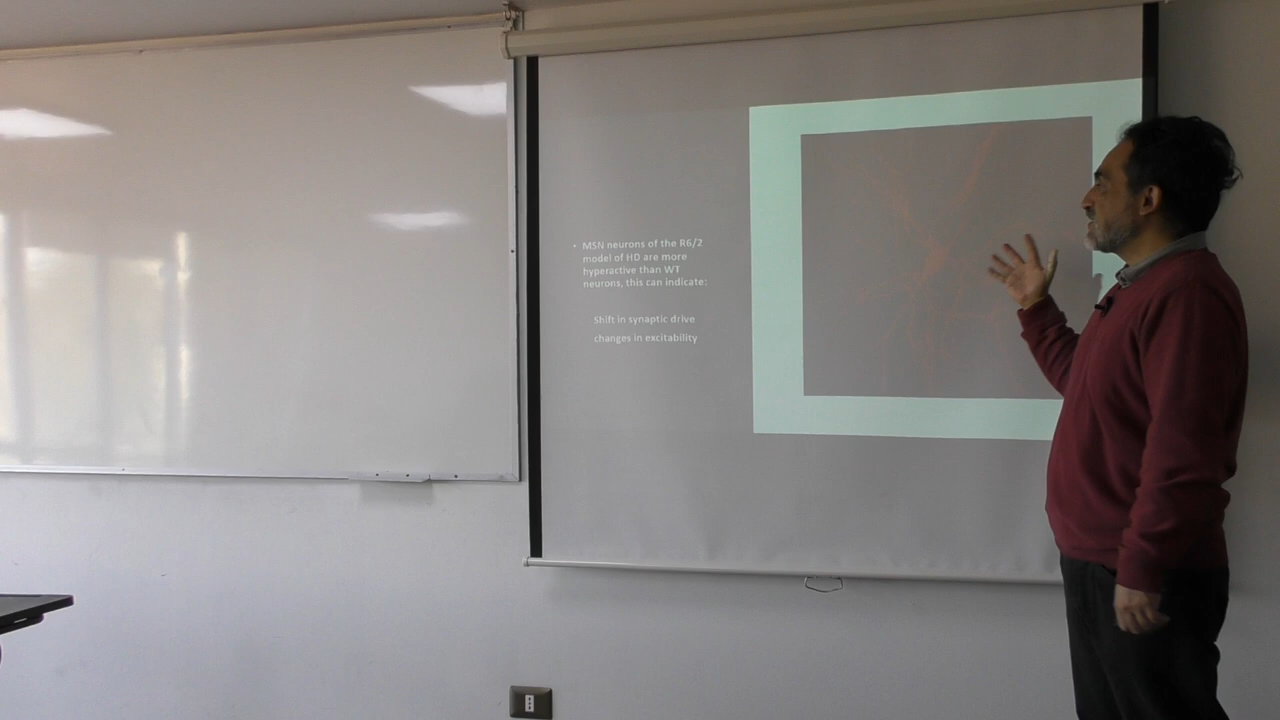 • MSN neurons of the R6/2
model of HD are more
hyperactive than WT
neurons, this can indicate:
Shift in synaptic drive
changes in excitability